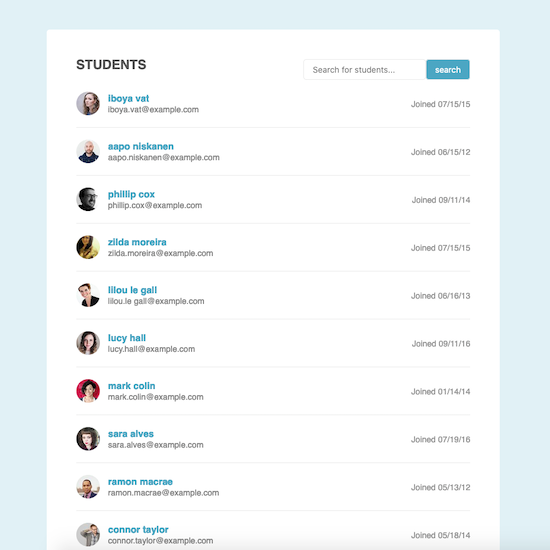 STUDENTS
Search for students... search
iboya vat
iboya.vat@example.com
Joined 07/15/15
aapo niskanen
aapo.niskanen@example.com
Joined 06/15/12
phillip cox
phillip.cox@example.com
Joined 09/11/14
zilda moreira
zilda.moreira@example.com
Joined 07/15/15
lilou le gall
lilou.le gall@example.com
Joined 06/16/13
lucy hall
lucy.hall@example.com
Joined 09/11/16
mark colin
mark.colin@example.com
Joined 01/14/14
sara alves
sara.alves@example.com
Joined 07/19/16
ramon macrae
ramon.macrae@example.com
Joined 05/13/12
connor taylor
connor.taylor@example.com
Joined 05/18/14